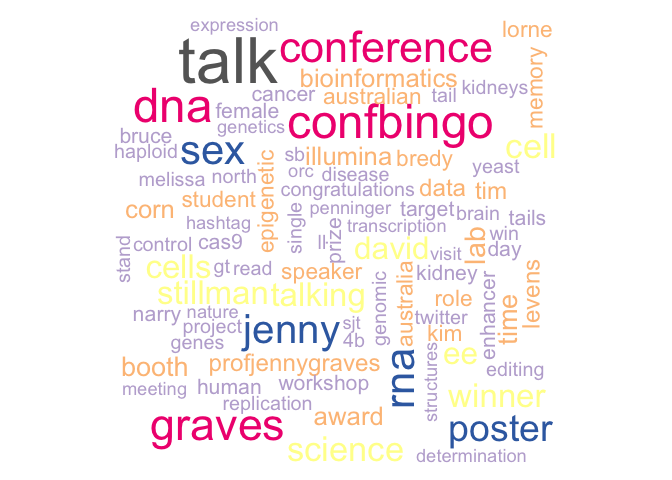 expression
lorne
talk
conference
bioinformatics
memory
cancer
australian
tail
kidneys
dna
female
confbingo
genetics
bruce
haploid
sex
epigenetic
sb
illumina
bredy
cell
yeast
orc
disease
melissa
north
congratulations
data
tim
student
single
penninger
target
brain
tails
corn
hashtag
transcription
prize
lab
win
stand
control
cas9
llr
david
visit
day
cells
gt
read
speaker
genomic
kidney
stillman
talking
australia
role
enhancer
time
levens
narry
nature
project
sjt
twitter
jenny
4b
kim
genes
rna
structures
ee
editing
booth
profjennygraves
meeting
human
workshop
winner
replication
award
graves
poster
science
determination